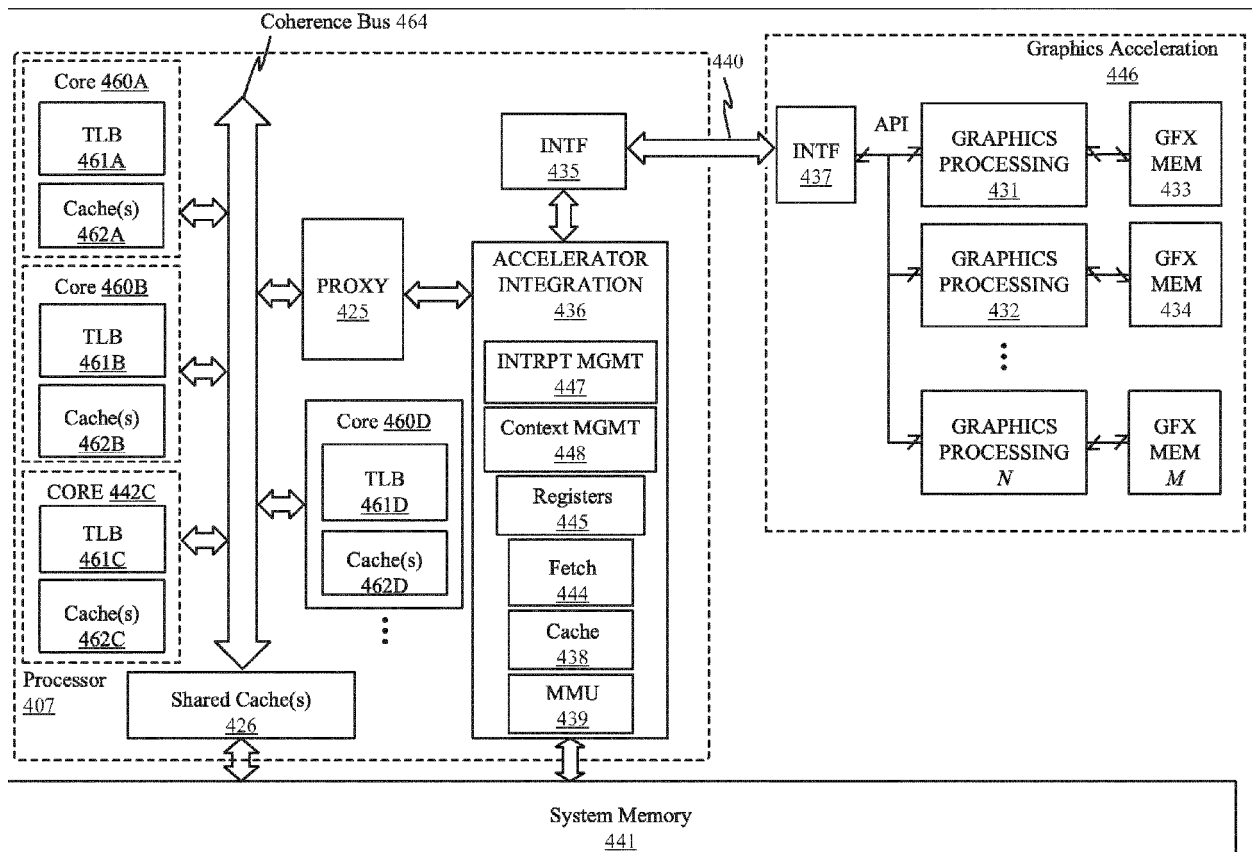 Coherence Bus 464
Core 460A
TLB
461A
Cache(s)
462A
Core 460B
TLB
461B
Cache(s)
462B
CORE 442C
TLB
461C
Cache(s)
462C
Processor
407
Shared Cache(s)
426
PROXY
425
Core 460D
TLB
461D
Cache(s)
462D
INTF
435
ACCELERATOR
INTEGRATION
436
INTRPT MGMT
447
Context MGMT
448
Registers
445
Fetch
444
Cache
438
MMU
439
440
Graphics Acceleration
446
INTF
437
API
GRAPHICS
PROCESSING
431
GFX
MEM
433
GRAPHICS
PROCESSING
432
GFX
MEM
434
GRAPHICS
PROCESSING
N
GFX
MEM
M
System Memory
441